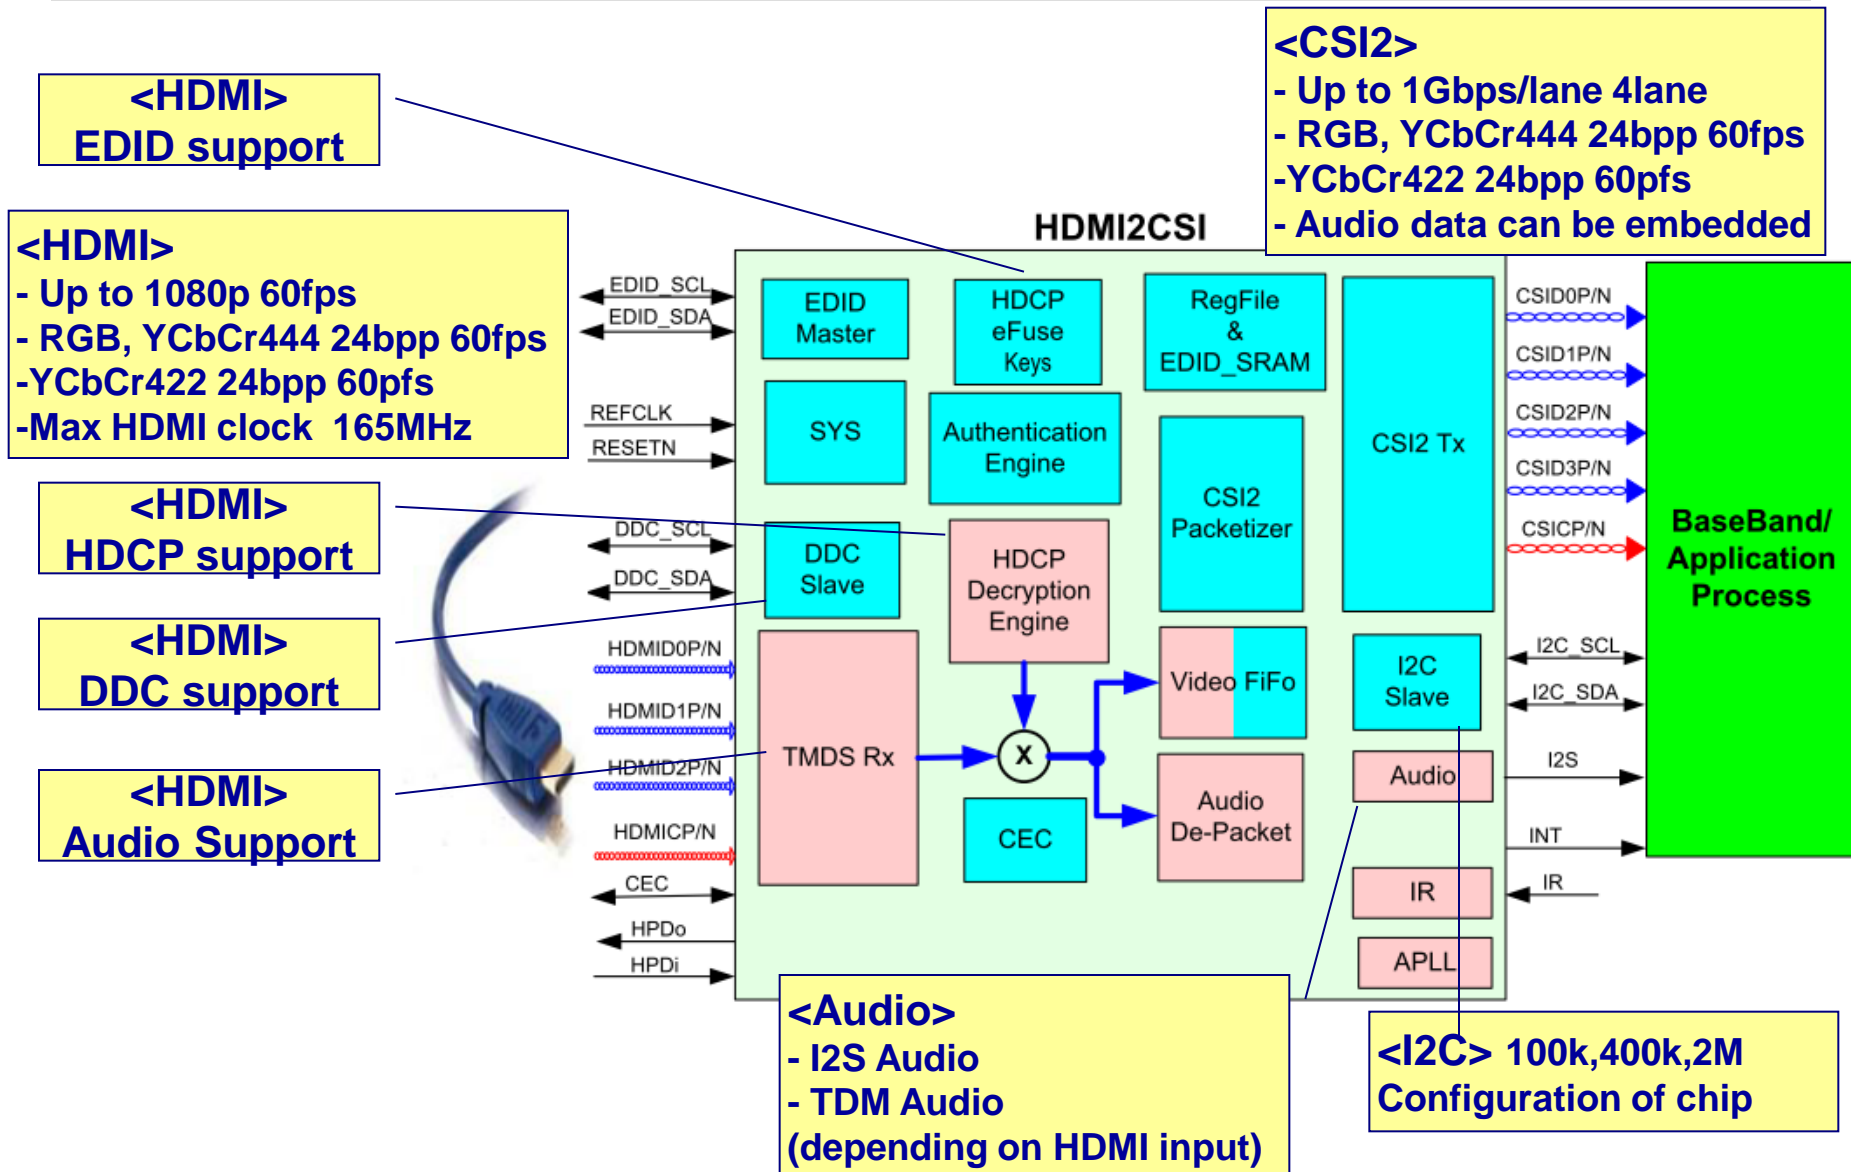 <HDMI>
EDID support
<HDMI>
- Up to 1080p 60fps
- RGB, YCbCr444 24bpp 60fps
-YCbCr422 24bpp 60pfs
-Max HDMI clock 165MHz
<HDMI>
HDCP support
<HDMI>
DDC support
<HDMI>
Audio Support
<CSI2>
- Up to 1Gbps/lane 4lane
- RGB, YCbCr444 24bpp 60fps
-YCbCr422 24bpp 60pfs
- Audio data can be embedded
HDMI2CSI
EDID_SCL
EDID_SDA
REFCLK
RESETN
DDC_SCL
DDC_SDA
HDMID0P/N
HDMID1P/N
HDMID2P/N
HDMICP/N
CEC
HPDo
HPDi
EDID
Master
HDCP
eFuse
Keys
RegFile
&
EDID_SRAM
SYS
Authentication
Engine
CSI2
Packetizer
CSI2 Tx
DDC
Slave
HDCP
Decryption
Engine
TMDS Rx
X
Video FiFo
I2C
Slave
CEC
Audio
De-Packet
Audio
IR
APLL
CSID0P/N
CSID1P/N
CSID2P/N
CSID3P/N
CSICP/N
I2C_SCL
I2C_SDA
I2S
INT
IR
BaseBand/
Application
Process
<Audio>
- I2S Audio
- TDM Audio
(depending on HDMI input)
<I2C> 100k,400k,2M
Configuration of chip